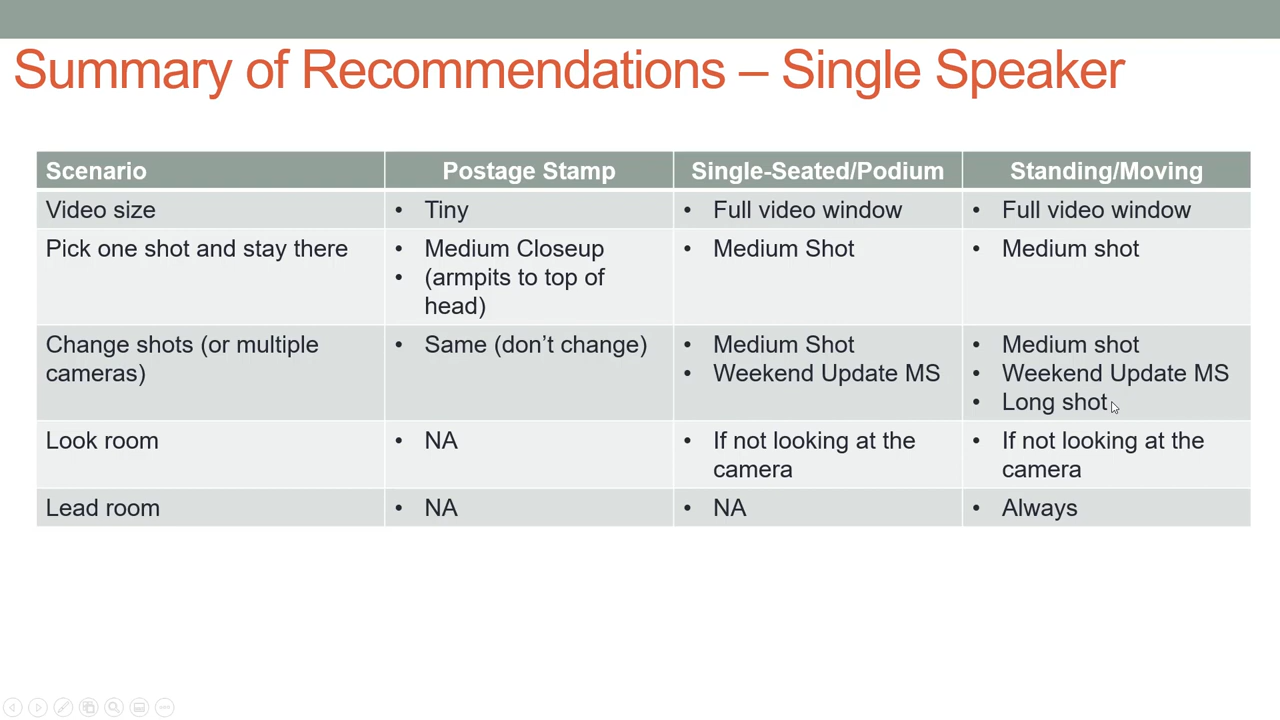 Summary of Recommendations – Single Speaker
Scenario Postage Stamp Single-Seated/Podium Standing/Moving
Video size • Tiny • Full video window • Full video window
Pick one shot and stay there • Medium Closeup • Medium Shot • Medium shot
• (armpits to top of
head)
Change shots (or multiple • Same (don’t change) • Medium Shot • Medium shot
cameras) • Weekend Update MS • Weekend Update MS
• Long shot
Look room • NA • If not looking at the • If not looking at the
camera camera
Lead room • NA • NA • Always